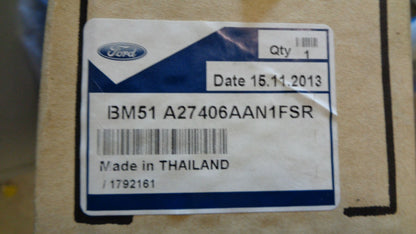 Ford
Qty 1
Date 15.11.2013
BM51 A27406AAN1FSR
Made in THAILAND
/ 1792161